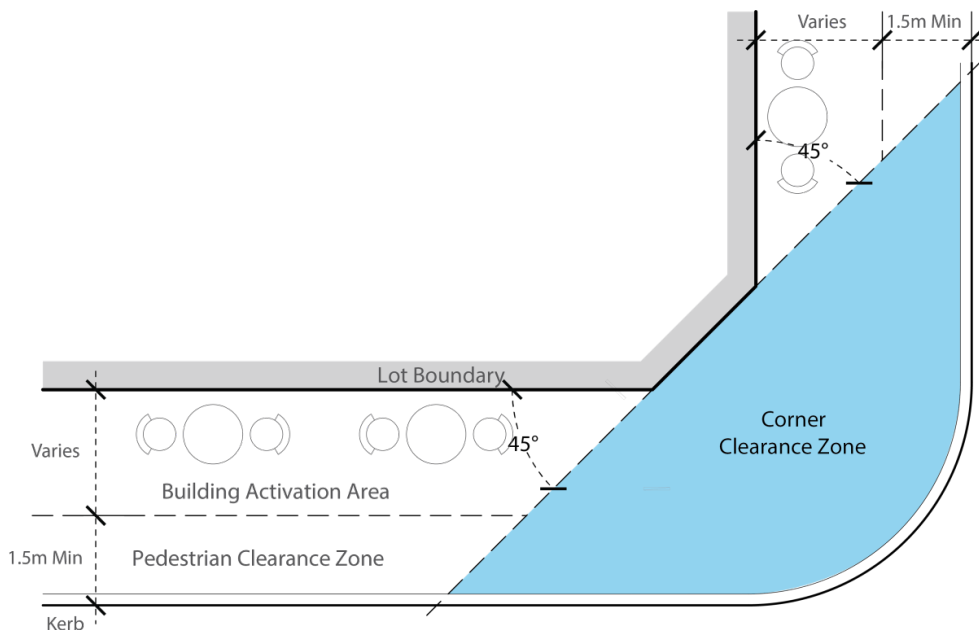 Varies
1.5m Min
45°
Lot Boundary
Corner
Clearance Zone
45°
Varies
Building Activation Area
1.5m Min
Pedestrian Clearance Zone
Kerb